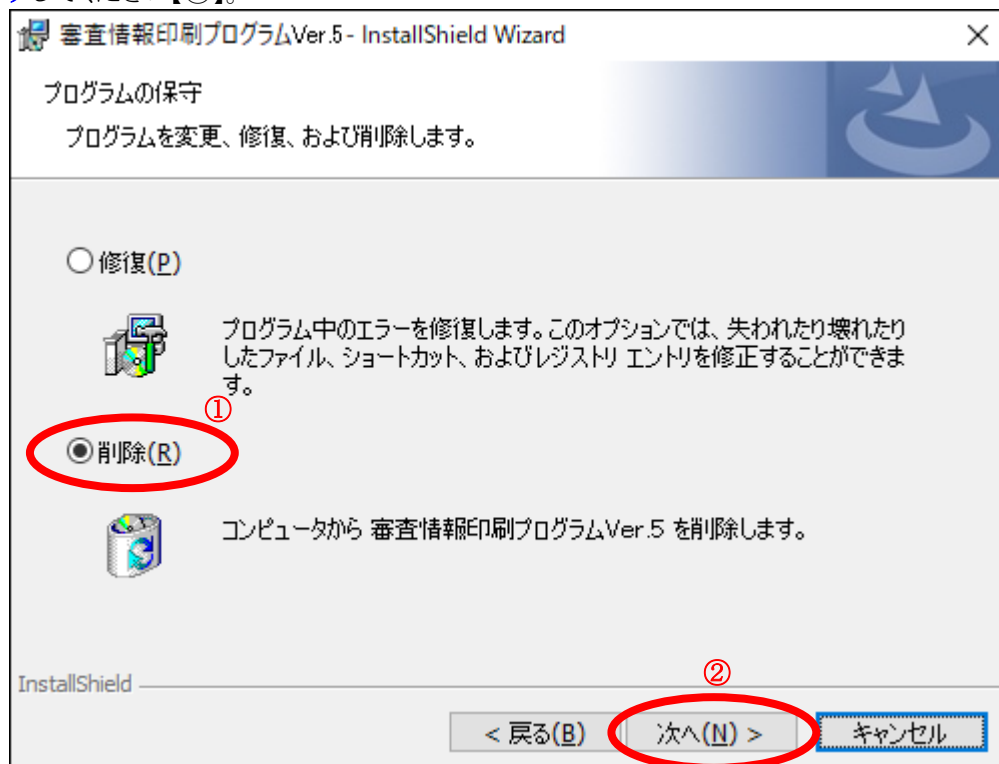 してください【①】。
審査情報印刷プログラムVer.5 - InstallShield Wizard
プログラムの保守
プログラムを変更、修復、および削除します。
修復(P)
プログラム中のエラーを修復します。このオプションでは、失われたり壊れたり
したファイル、ショートカット、およびレジストリ エントリを修正することができま
す。
①
削除(R)
コンピュータから 審査情報印刷プログラムVer.5 を削除します。
InstallShield
②
< 戻る(B)
次へ(N) >
キャンセル